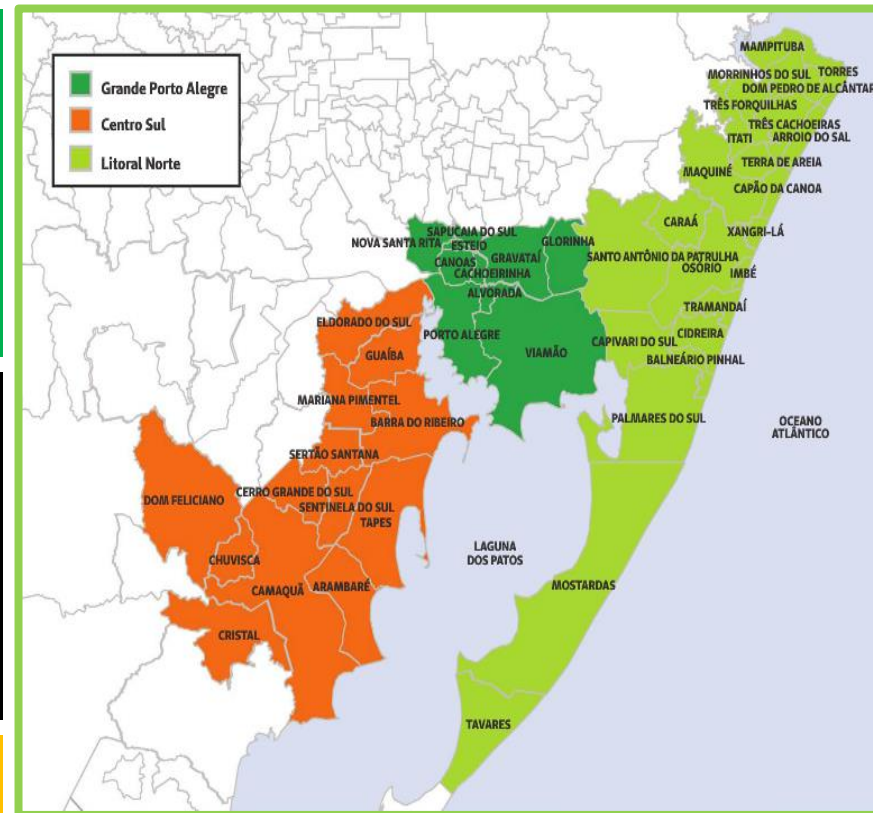 Grande Porto Alegre
Centro Sul
Litoral Norte
MAMPITUBA
MORRINHOS DO SUL
TORRES
DOM PEDRO DE ALCÂNTAR
TRÊS FORQUILHAS
TRÊS CACHOEIRAS
ITATI
ARROIO DO SAL
MAQUINÉ
TERRA DE AREIA
CAPÃO DA CANOA
CARAÁ
XANGRI-LÁ
SANTO ANTÔNIO DA PATRULHA
OSÓRIO
IMBÉ
TRAMANDAÍ
CIDREIRA
CAPIVARI DO SUL
BALNEÁRIO PINHAL
PALMARES DO SUL
MOSTARDAS
TAVARES
SAPUCAIA DO SUL
NOVA SANTA RITA
ESTEIO
GLORINHA
CANOAS
GRAVATAÍ
CACHOEIRINHA
ALVORADA
PORTO ALEGRE
VIAMÃO
ELDORADO DO SUL
GUAÍBA
MARIANA PIMENTEL
BARRA DO RIBEIRO
SERTÃO SANTANA
CERRO GRANDE DO SUL
DOM FELICIANO
SENTINELA DO SUL
TAPES
CHUVISCA
CAMAQUÃ
ARAMBARÉ
CRISTAL
LAGUNA
DOS PATOS
OCEANO
ATLÂNTICO